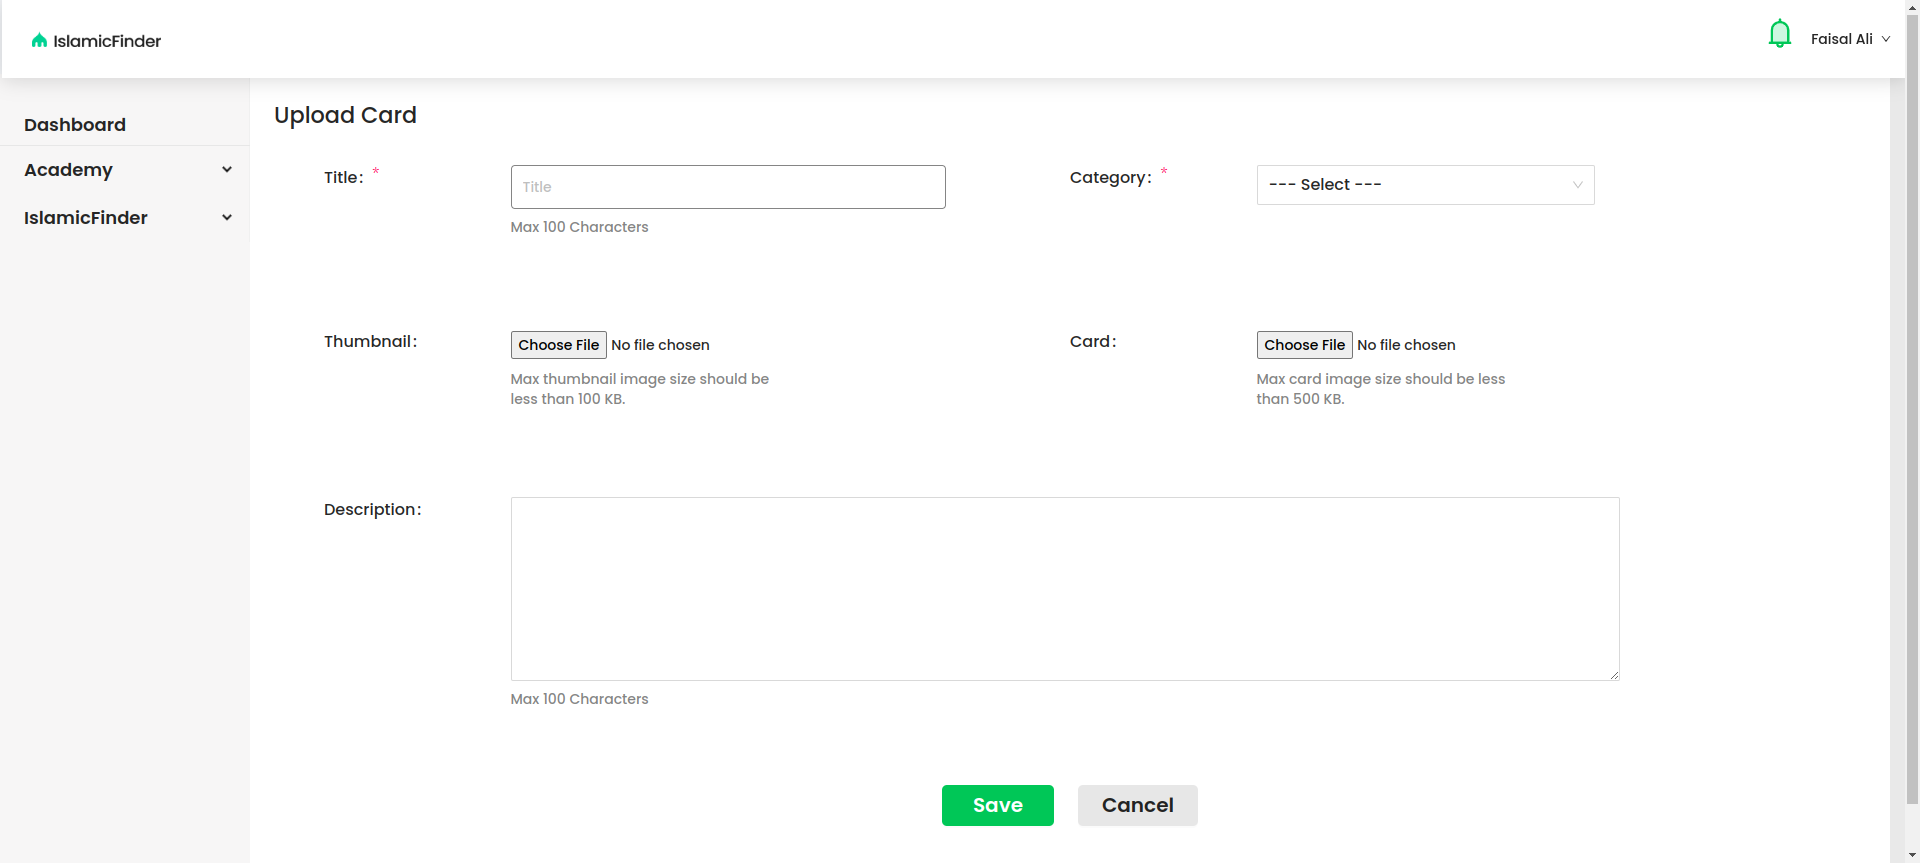 IslamicFinder
Faisal Ali
Dashboard
Academy
IslamicFinder
Upload Card
Title: *
Title
Max 100 Characters
Category: *
--- Select ---
Thumbnail:
Choose File No file chosen
Max thumbnail image size should be
less than 100 KB.
Card:
Choose File No file chosen
Max card image size should be less
than 500 KB.
Description:
Max 100 Characters
Save
Cancel